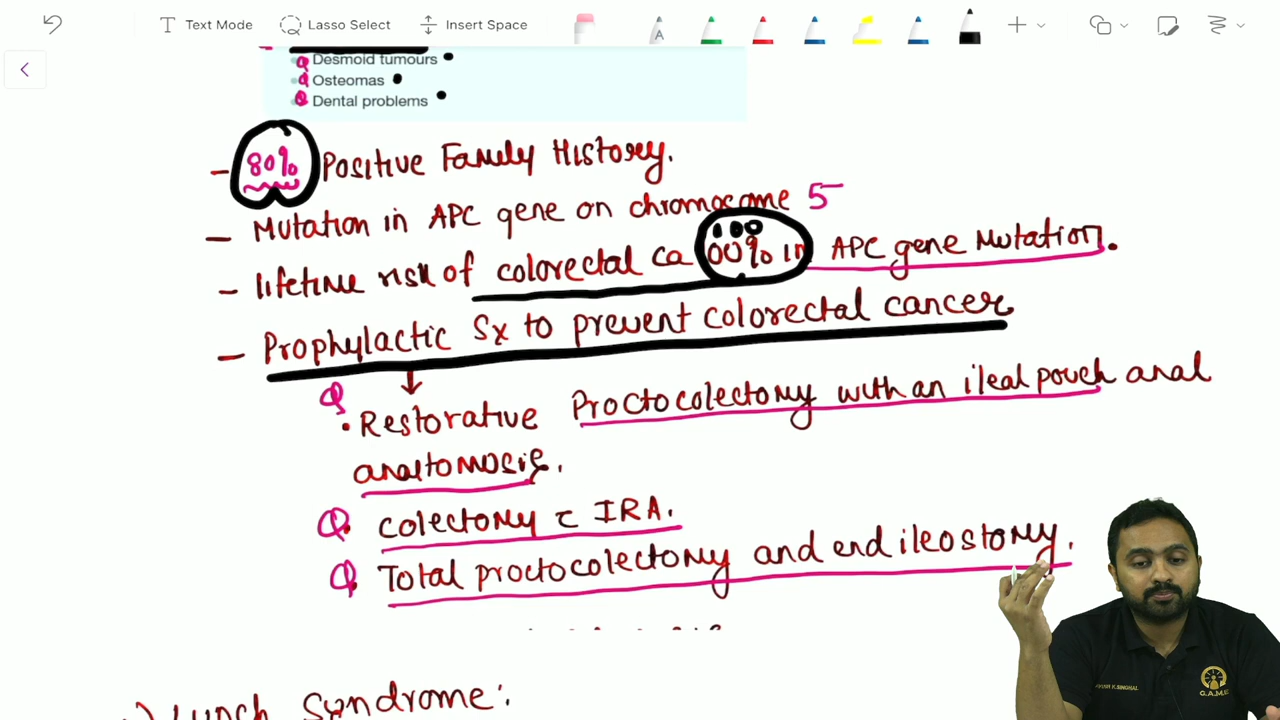 Text Mode Lasso Select Insert Space
Desmoid tumours
Osteomas
Dental problems
- 80% Positive Family History.
- Mutation in APC gene on chromocome 5
- lifetime risk of colorectal ca 100% in APC gene Mutation.
- Prophylactic Sx to prevent colorectal cancer
Q
• Restorative Proctocolectomy with an ileal pouch anal
analtomosis.
Q. colectomy c IRA.
Q. Total proctocolectomy and end ileostomy.
Lynch Syndrome:
G.A.M.E